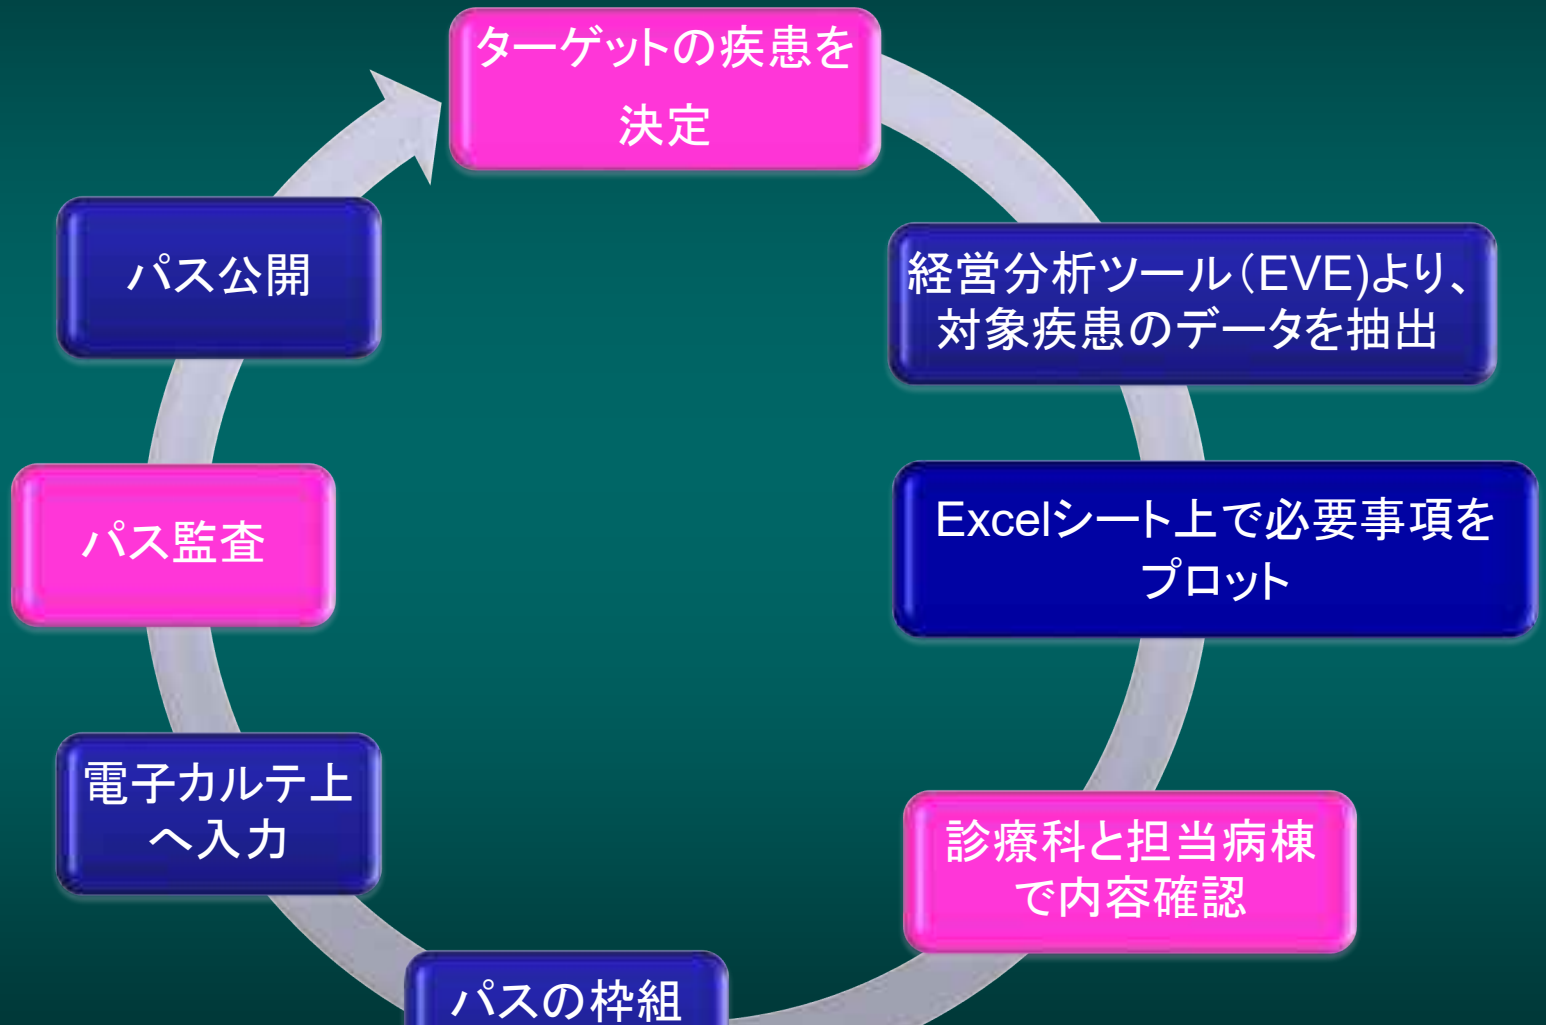 ターゲットの疾患を
決定
経営分析ツール（EVE)より、
対象疾患のデータを抽出
Excelシート上で必要事項を
プロット
診療科と担当病棟
で内容確認
パスの枠組
電子カルテ上
へ入力
パス監査
パス公開